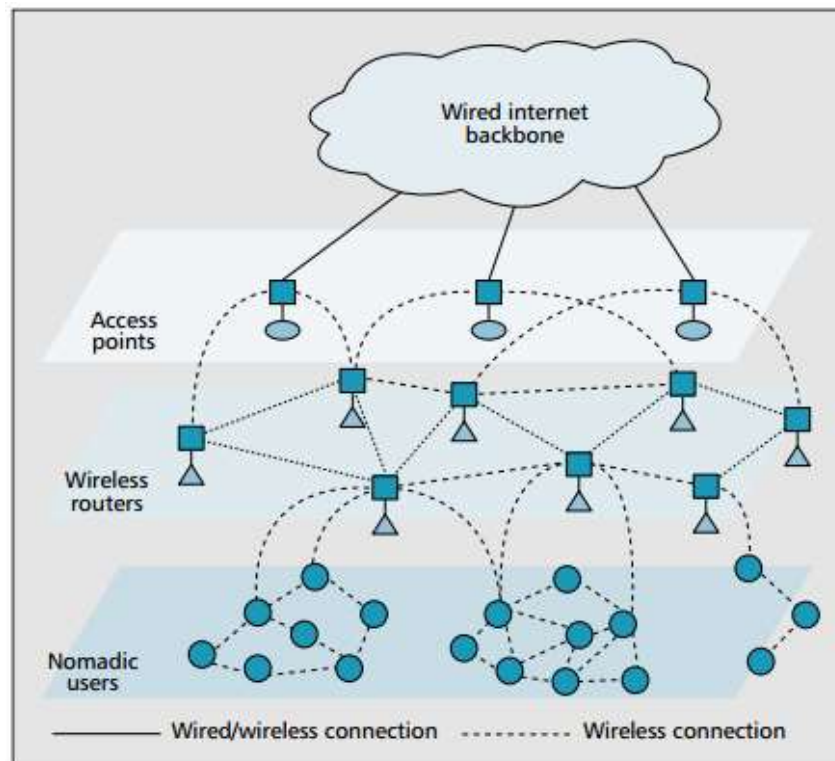 Wired internet
backbone
Access
points
Wireless
routers
Nomadic
users
Wired/wireless connection
Wireless connection